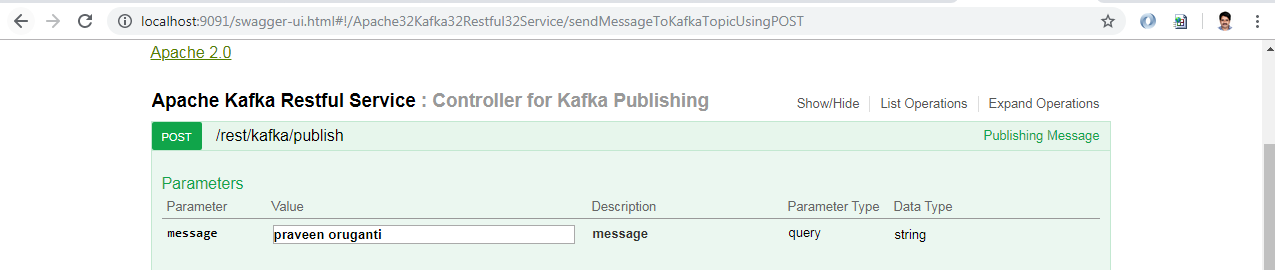 localhost:9091/swagger-ui.html#!/Apache32Kafka32Restful32Service/sendMessageToKafkaTopicUsingPOST
Apache 2.0
Apache Kafka Restful Service : Controller for Kafka Publishing Show/Hide List Operations Expand Operations
POST /rest/kafka/publish Publishing Message
Parameters
Parameter Value Description Parameter Type Data Type
message praveen oruganti message query string